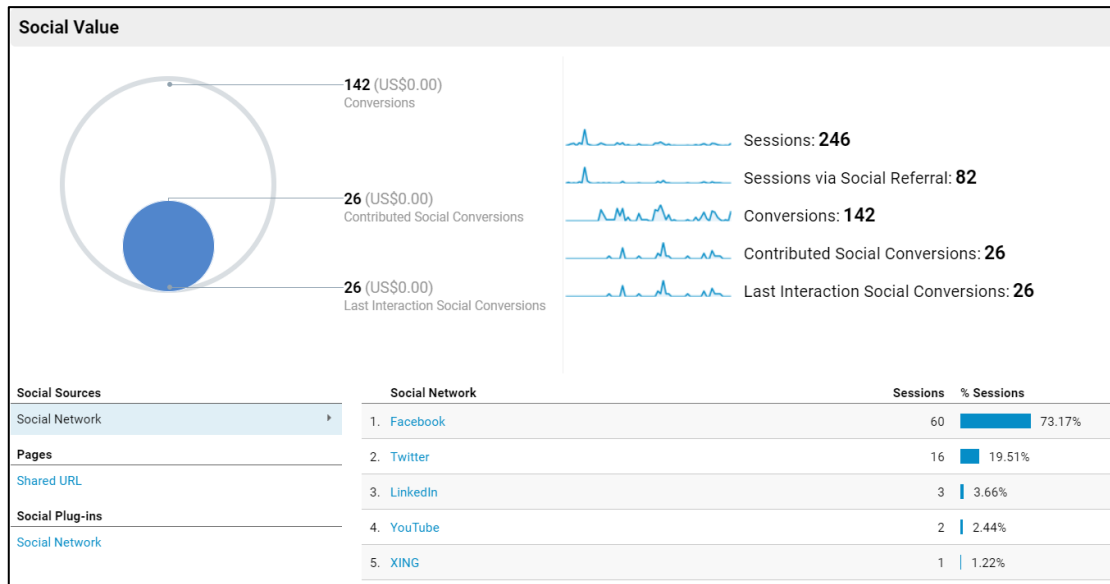 Social Value
142 (US$0.00)
Conversions
26 (US$0.00)
Contributed Social Conversions
26 (US$0.00)
Last Interaction Social Conversions
Sessions: 246
Sessions via Social Referral: 82
Conversions: 142
Contributed Social Conversions: 26
Last Interaction Social Conversions: 26
Social Sources
Social Network
Pages
Shared URL
Social Plug-ins
Social Network
Social Network Sessions % Sessions
1. Facebook 60 73.17%
2. Twitter 16 19.51%
3. LinkedIn 3 3.66%
4. YouTube 2 2.44%
5. XING 1 1.22%